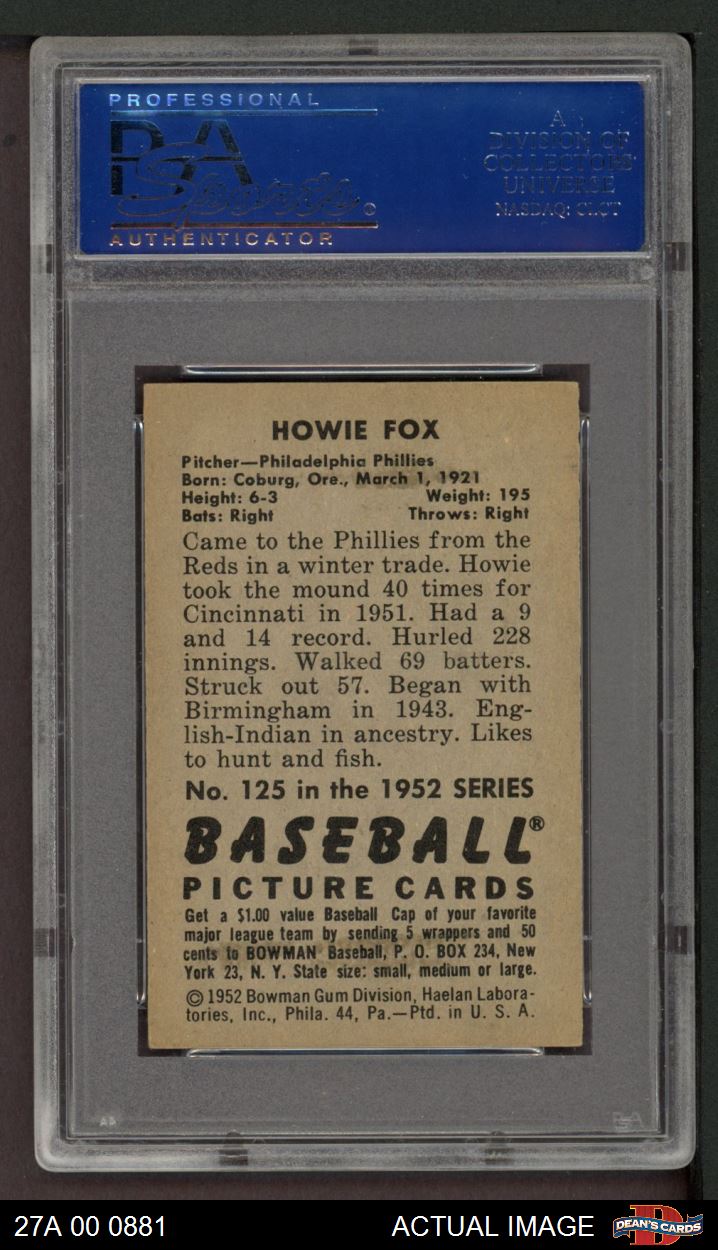 PROFESSIONAL
PSA
Sports
AUTHENTICATOR
A
DIVISION OF
COLLECTORS
UNIVERSE
NASDAQ: CLCT
HOWIE FOX
Pitcher—Philadelphia Phillies
Born: Coburg, Ore., March 1, 1921
Height: 6-3 Weight: 195
Bats: Right Throws: Right
Came to the Phillies from the
Reds in a winter trade. Howie
took the mound 40 times for
Cincinnati in 1951. Had a 9
and 14 record. Hurled 228
innings. Walked 69 batters.
Struck out 57. Began with
Birmingham in 1943. Eng-
lish-Indian in ancestry. Likes
to hunt and fish.
No. 125 in the 1952 SERIES
BASEBALL®
PICTURE CARDS
Get a $1.00 value Baseball Cap of your favorite
major league team by sending 5 wrappers and 50
cents to BOWMAN Baseball, P. O. BOX 234, New
York 23, N. Y. State size: small, medium or large.
© 1952 Bowman Gum Division, Haelan Labora-
tories, Inc., Phila. 44, Pa.—Ptd. in U. S. A.
PSA
27A 00 0881 ACTUAL IMAGE DEAN'S CARDS